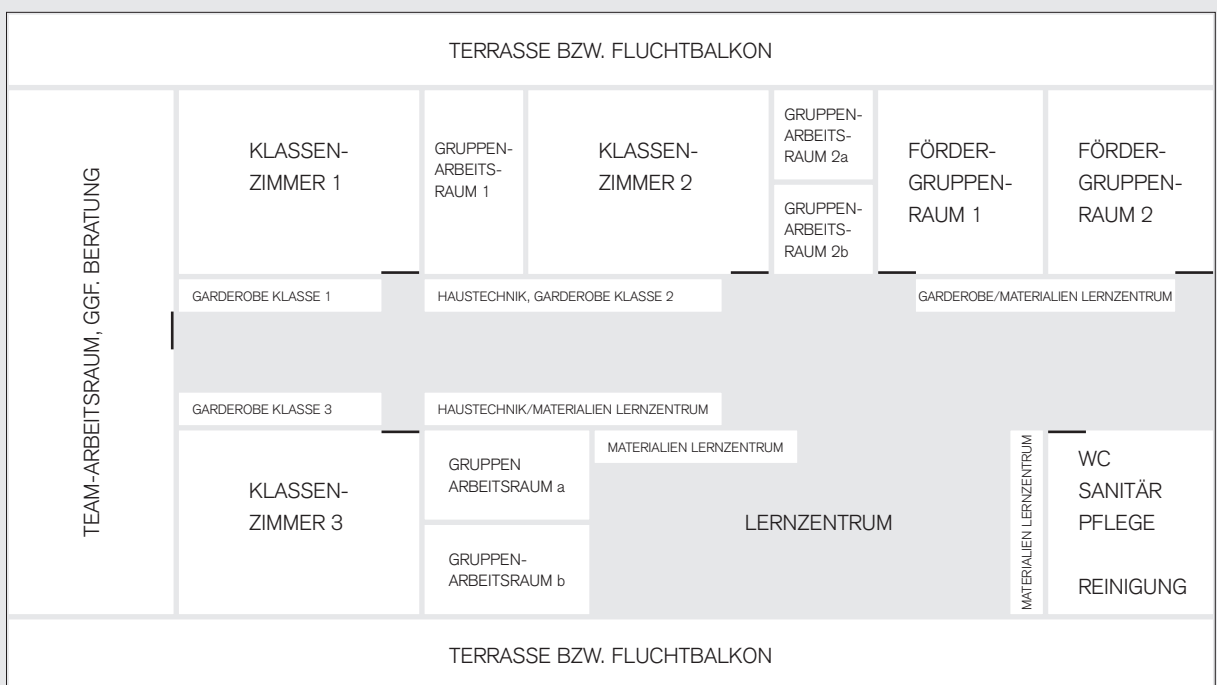 TERRASSE BZW. FLUCHTBALKON
TEAM-ARBEITSRAUM, GGF. BERATUNG
KLASSEN-
ZIMMER 1
GRUPPEN-
ARBEITS-
RAUM 1
KLASSEN-
ZIMMER 2
GRUPPEN-
ARBEITS-
RAUM 2a
GRUPPEN-
ARBEITS-
RAUM 2b
FÖRDER-
GRUPPEN-
RAUM 1
FÖRDER-
GRUPPEN-
RAUM 2
GARDEROBE KLASSE 1
HAUSTECHNIK, GARDEROBE KLASSE 2
GARDEROBE/MATERIALIEN LERNZENTRUM
GARDEROBE KLASSE 3
HAUSTECHNIK/MATERIALIEN LERNZENTRUM
KLASSEN-
ZIMMER 3
GRUPPEN
ARBEITSRAUM a
GRUPPEN-
ARBEITSRAUM b
MATERIALIEN LERNZENTRUM
LERNZENTRUM
MATERIALIEN LERNZENTRUM
WC
SANITÄR
PFLEGE
REINIGUNG
TERRASSE BZW. FLUCHTBALKON